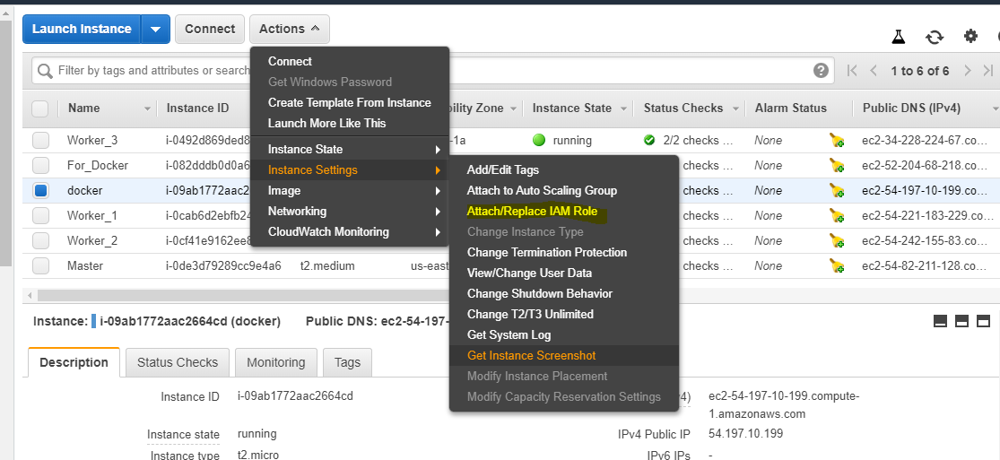 Launch Instance Connect Actions
Filter by tags and attributes or search
1 to 6 of 6
Name Instance ID bility Zone Instance State Status Checks Alarm Status Public DNS (IPv4)
Worker_3 i-0492d869ded8 -1a running 2/2 checks ... None ec2-34-228-224-67.co...
For_Docker i-082dddb0d0a6 None ec2-52-204-68-218.co...
docker i-09ab1772aac2 checks ... None ec2-54-197-10-199.co...
Worker_1 i-0cab6d2ebfb24 checks ... None ec2-54-221-183-229.co...
Worker_2 i-0cf41e9162ee8 checks ... None ec2-54-242-155-83.co...
Master i-0de3d79289cc9e4a6 t2.medium us-east checks ... None ec2-54-82-211-128.co...
Connect
Get Windows Password
Create Template From Instance
Launch More Like This
Instance State
Instance Settings
Image
Networking
CloudWatch Monitoring
Add/Edit Tags
Attach to Auto Scaling Group
Attach/Replace IAM Role
Change Instance Type
Change Termination Protection
View/Change User Data
Change Shutdown Behavior
Change T2/T3 Unlimited
Get System Log
Get Instance Screenshot
Modify Instance Placement
Modify Capacity Reservation Settings
Instance: i-09ab1772aac2664cd (docker) Public DNS: ec2-54-197-
Description Status Checks Monitoring Tags
Instance ID i-09ab1772aac2664cd v4) ec2-54-197-10-199.compute-
1.amazonaws.com
Instance state running IPv4 Public IP 54.197.10.199
Instance type t2.micro IPv6 IPs -